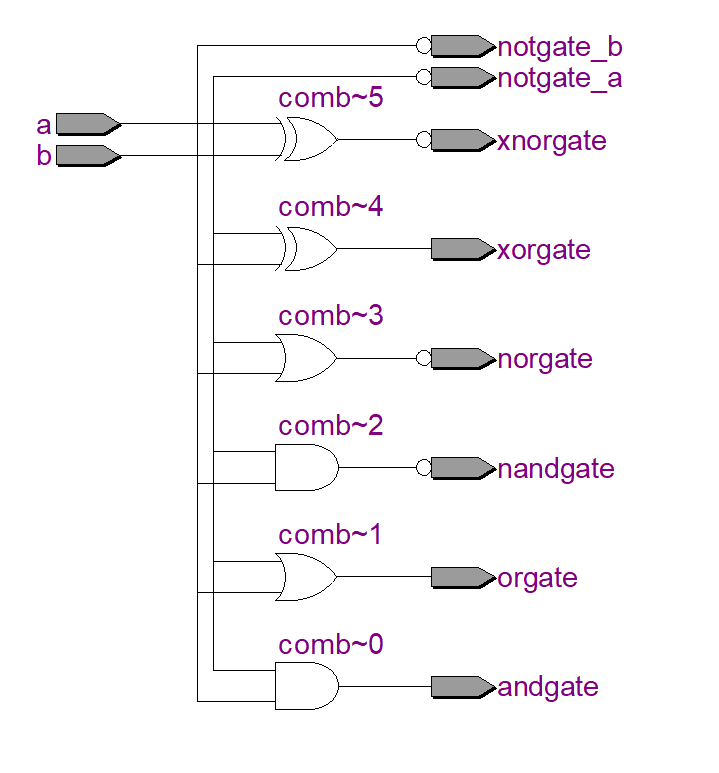 notgate_b
notgate_a
comb~5
a
xnorgate
b
comb~4
xorgate
comb~3
norgate
comb~2
nandgate
comb~1
orgate
comb~0
andgate